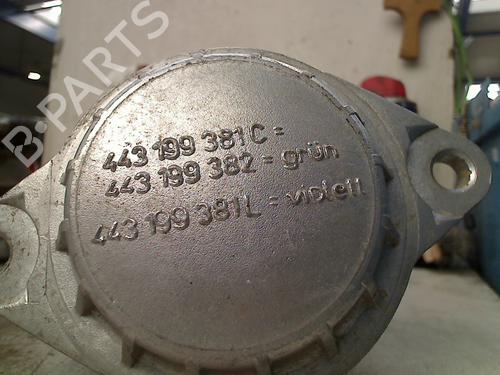 B-PARTS
443 199 381 C =
443 199 382 = grün
443 199 381 L = violett